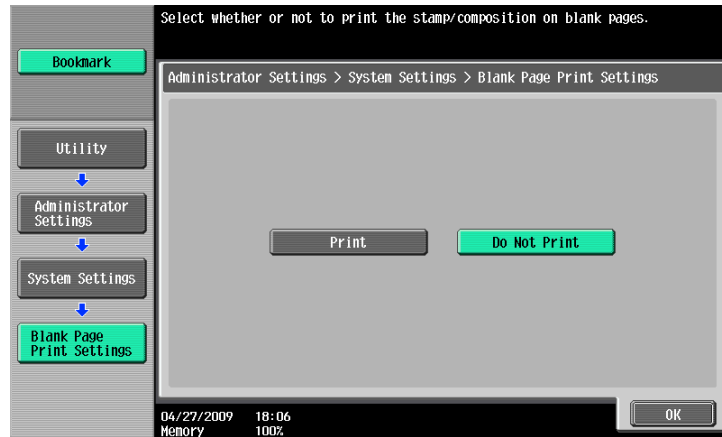 Select whether or not to print the stamp/composition on blank pages.
Bookmark
Administrator Settings > System Settings > Blank Page Print Settings
Utility
Administrator
Settings
System Settings
Blank Page
Print Settings
Print
Do Not Print
04/27/2009 18:06
Memory 100%
OK